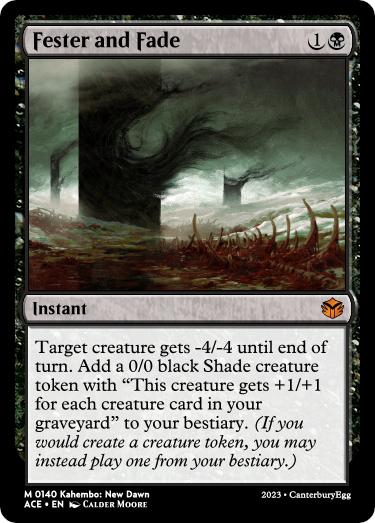 Fester and Fade 1
Instant
Target creature gets -4/-4 until end of
turn. Add a 0/0 black Shade creature
token with “This creature gets +1/+1
for each creature card in your
graveyard” to your bestiary. (If you
would create a creature token, you may
instead play one from your bestiary.)
M 0140 Kahembo: New Dawn
ACE • EN CALDER MOORE
2023 • CanterburyEgg